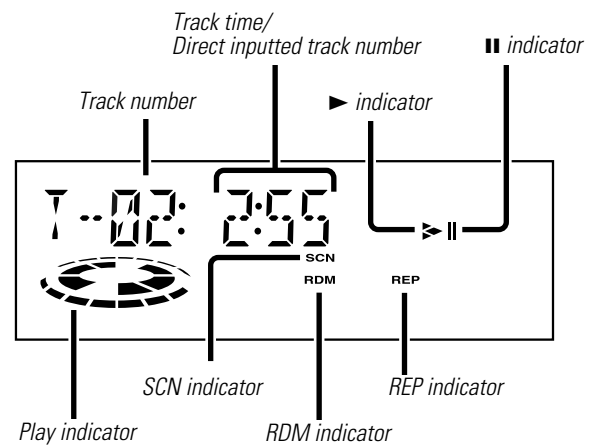 Track time/
Direct inputted track number
II indicator
Track number
► indicator
T-02: 2:55
SCN
RDM REP
SCN indicator
REP indicator
Play indicator
RDM indicator